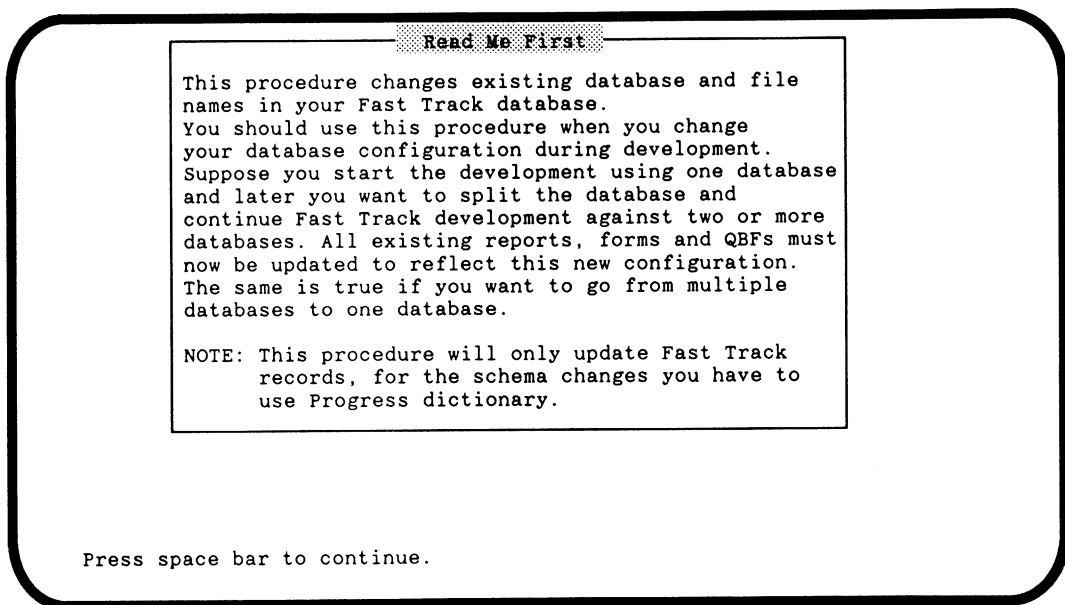 Read Me First
This procedure changes existing database and file
names in your Fast Track database.
You should use this procedure when you change
your database configuration during development.
Suppose you start the development using one database
and later you want to split the database and
continue Fast Track development against two or more
databases. All existing reports, forms and QBFs must
now be updated to reflect this new configuration.
The same is true if you want to go from multiple
databases to one database.
NOTE: This procedure will only update Fast Track
records, for the schema changes you have to
use Progress dictionary.
Press space bar to continue.